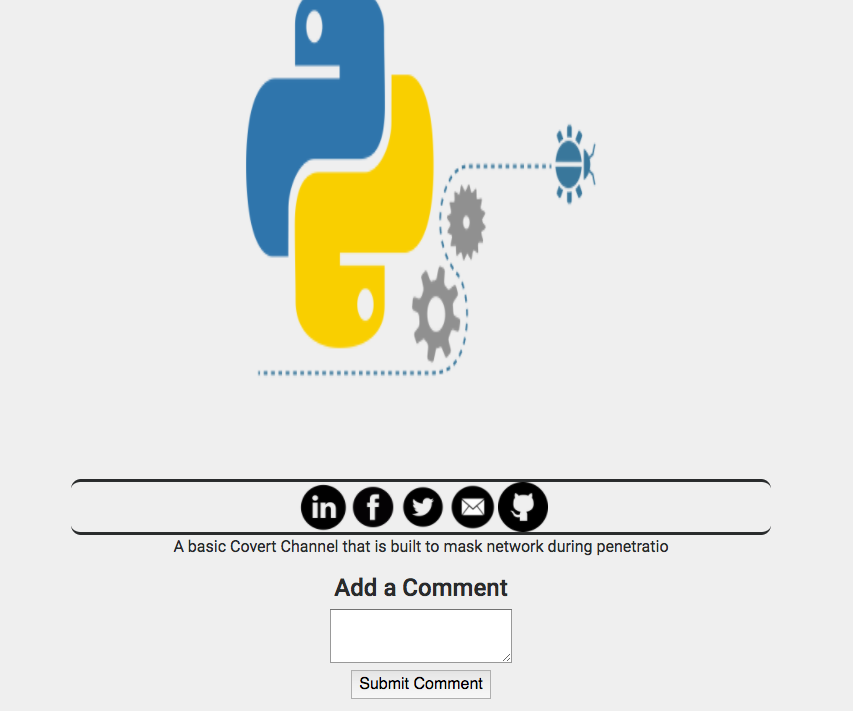 in
f
A basic Covert Channel that is built to mask network during penetratio
Add a Comment
Submit Comment